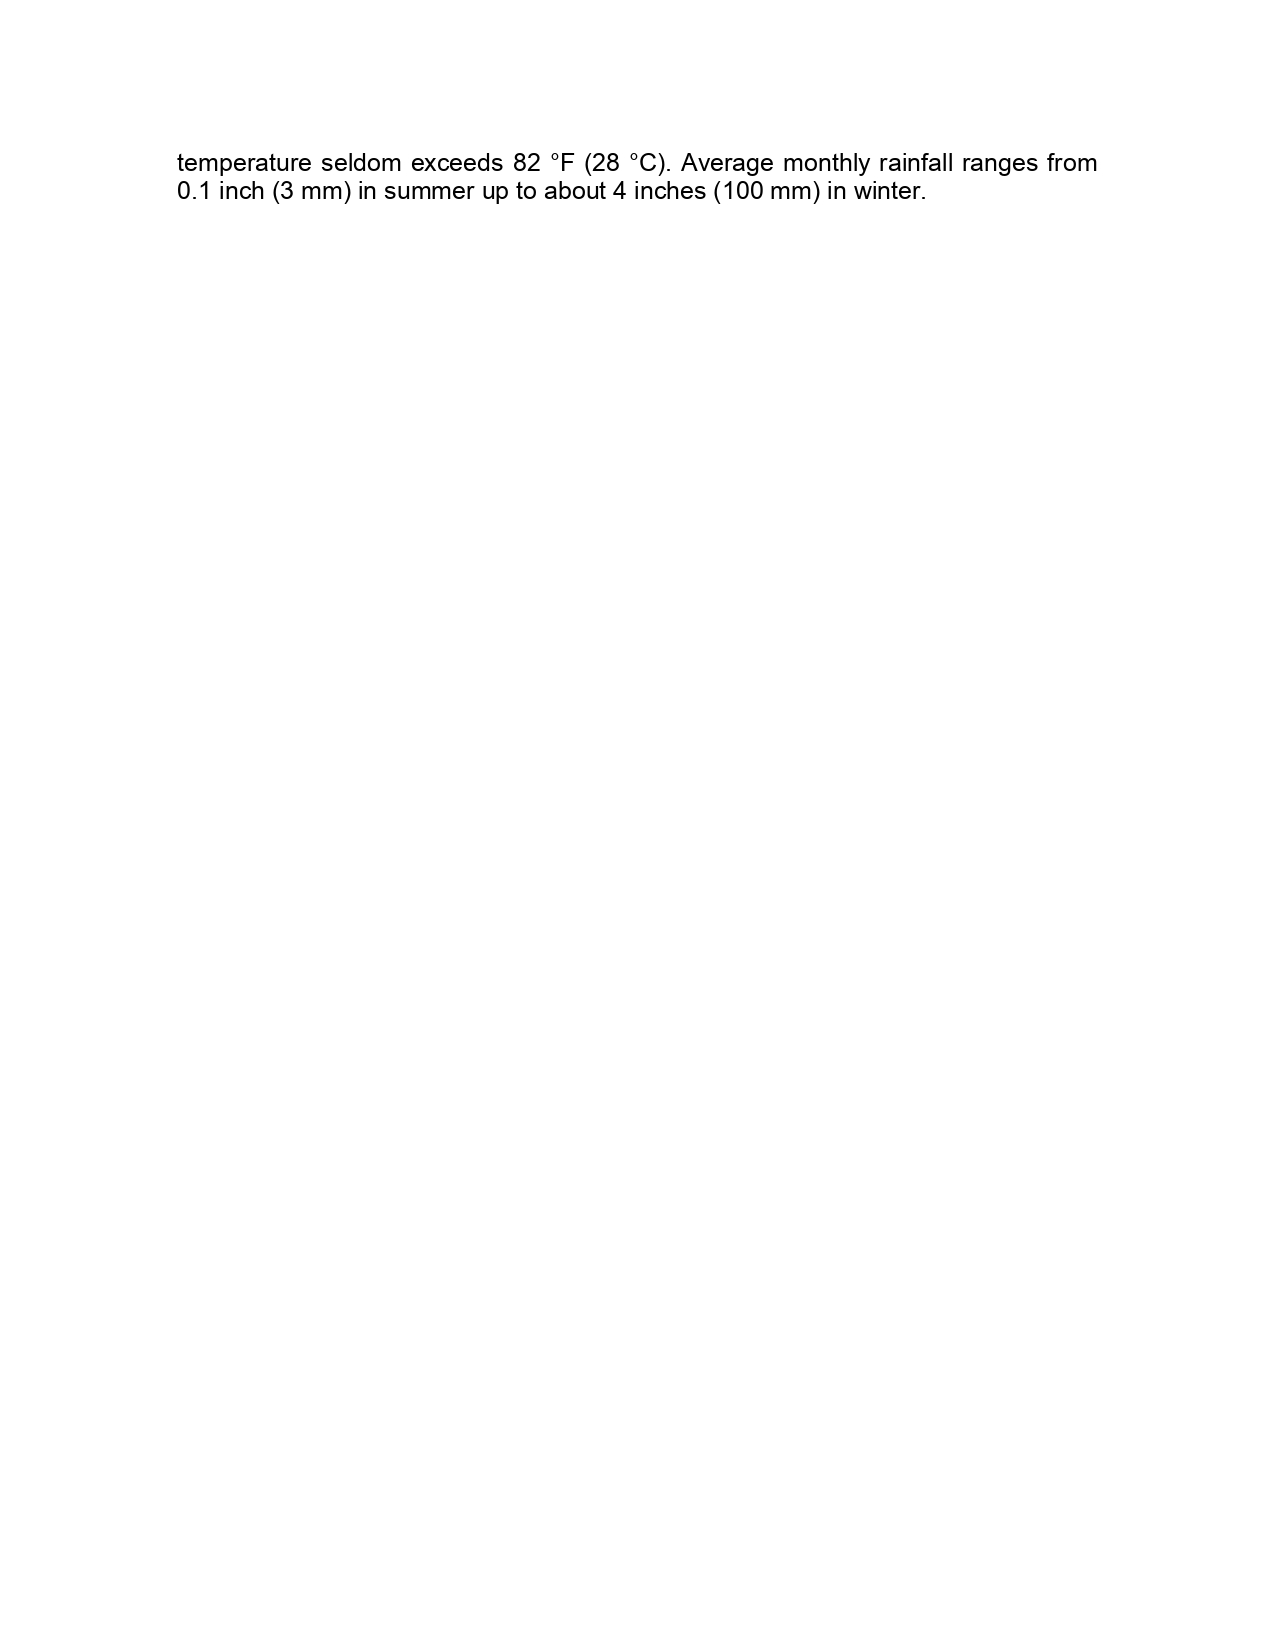 temperature seldom exceeds 82 °F (28 °C). Average monthly rainfall ranges from
0.1 inch (3 mm) in summer up to about 4 inches (100 mm) in winter.